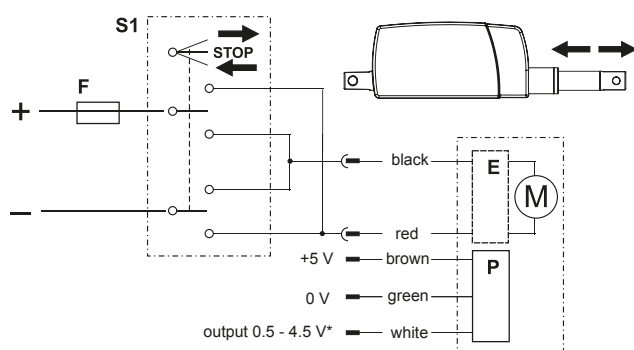 S1
STOP
F
+
–
black
E
M
red
+5 V
brown
P
0 V
green
output 0.5 - 4.5 V*
white